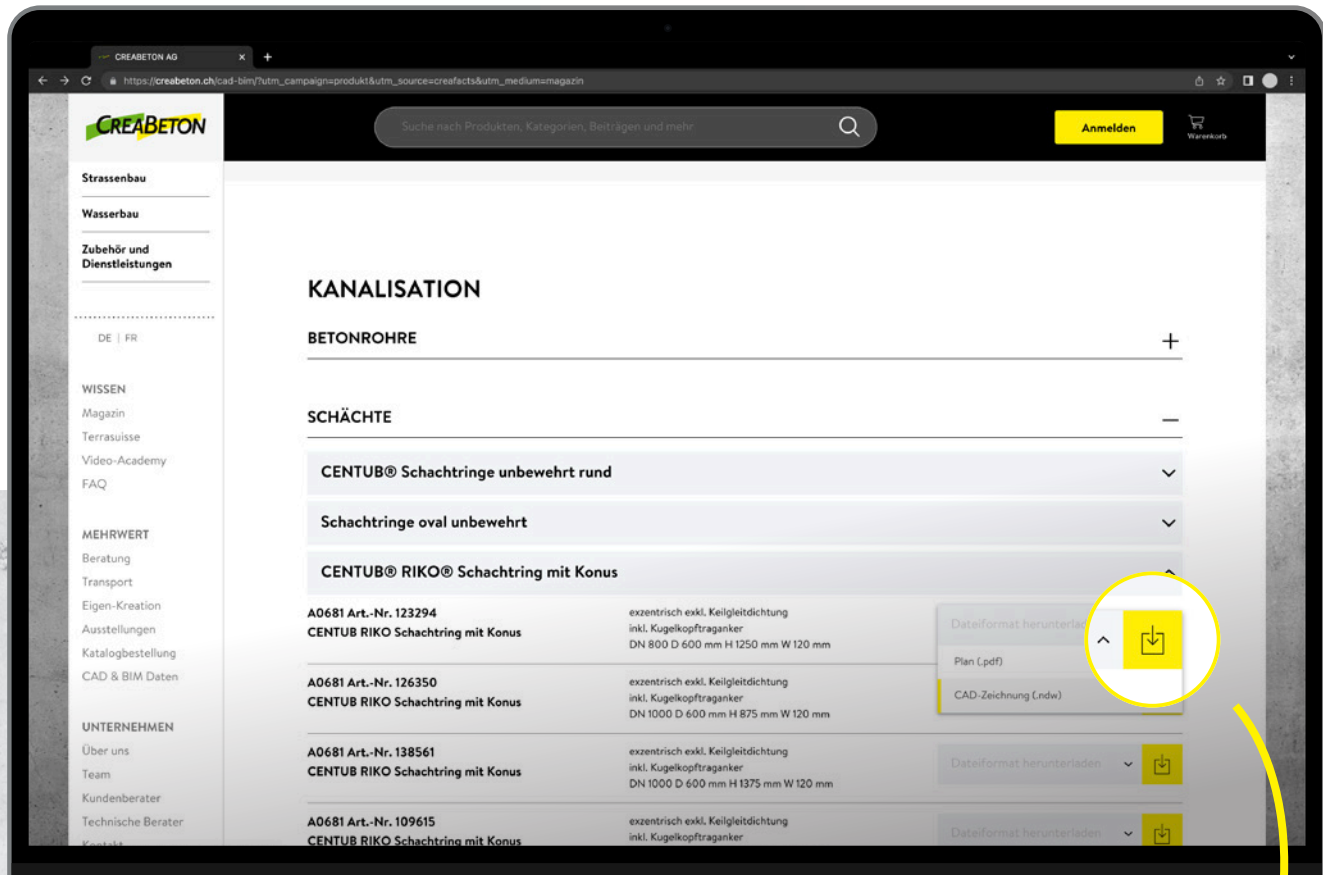 CREABETON AG
https://creabeton.ch/cad-bim/?utm_campaign=produkt&utm_source=creafacts&utm_medium=magazin
CREABETON
Suche nach Produkten, Kategorien, Beiträgen und mehr
Anmelden
Warenkorb
Strassenbau
Wasserbau
Zubehör und
Dienstleistungen
DE | FR
WISSEN
Magazin
Terrasuisse
Video-Academy
FAQ
MEHRWERT
Beratung
Transport
Eigen-Kreation
Ausstellungen
Katalogbestellung
CAD & BIM Daten
UNTERNEHMEN
Über uns
Team
Kundenberater
Technische Berater
Kontakt
KANALISATION
BETONROHRE
SCHÄCHTE
CENTUB® Schachtringe unbewehrt rund
Schachtringe oval unbewehrt
CENTUB® RIKO® Schachtring mit Konus
A0681 Art.-Nr. 123294
CENTUB RIKO Schachtring mit Konus
exzentrisch exkl. Keilgleitdichtung
inkl. Kugelkopftraganker
DN 800 D 600 mm H 1250 mm W 120 mm
Dateiformat
Plan (.pdf)
CAD-Zeichnung (.ndw)
A0681 Art.-Nr. 126350
CENTUB RIKO Schachtring mit Konus
exzentrisch exkl. Keilgleitdichtung
inkl. Kugelkopftraganker
DN 1000 D 600 mm H 875 mm W 120 mm
A0681 Art.-Nr. 138561
CENTUB RIKO Schachtring mit Konus
exzentrisch exkl. Keilgleitdichtung
inkl. Kugelkopftraganker
DN 1000 D 600 mm H 1375 mm W 120 mm
Dateiformat herunterladen
A0681 Art.-Nr. 109615
CENTUB RIKO Schachtring mit Konus
exzentrisch exkl. Keilgleitdichtung
inkl. Kugelkopftraganker
Dateiformat herunterladen